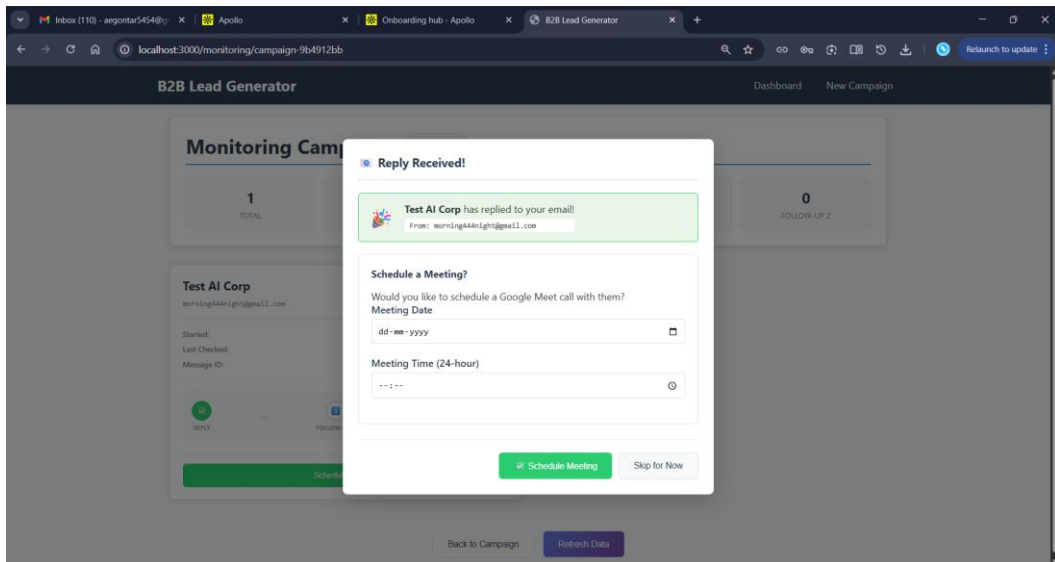 Inbox (110) - aegontar5454@g
Apollo
Onboarding hub - Apollo
B2B Lead Generator
localhost:3000/monitoring/campaign-9b4912bb
Relaunch to update
B2B Lead Generator
Dashboard
New Campaign
Monitoring Camp
1
TOTAL
0
FOLLOW-UP 2
Reply Received!
Test AI Corp has replied to your email!
From: morning444night@gmail.com
Test AI Corp
morning444night@gmail.com
Started:
Last Checked:
Message ID:
REPLY
FOLLOW-
Schedul
Schedule a Meeting?
Would you like to schedule a Google Meet call with them?
Meeting Date
dd-mm-yyyy
Meeting Time (24-hour)
--:--
Schedule Meeting
Skip for Now
Back to Campaign
Refresh Data